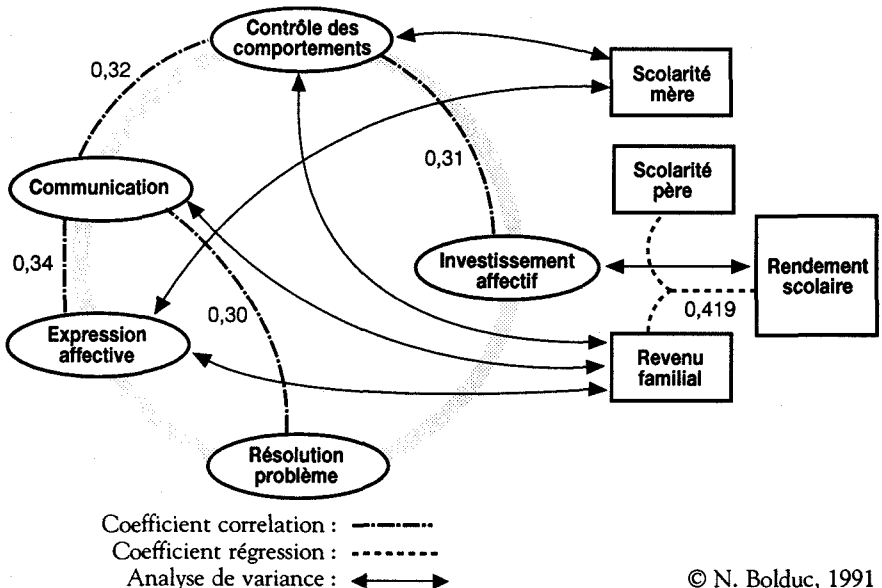 Contrôle des
comportements
0,32
Scolarité
mère
0,31
Scolarité
père
Communication
Investissement
affectif
Rendement
scolaire
0,34
0,30
0,419
Expression
affective
Revenu
familial
Résolution
problème
Coefficient correlation :
Coefficient régression :
Analyse de variance :
© N. Bolduc, 1991